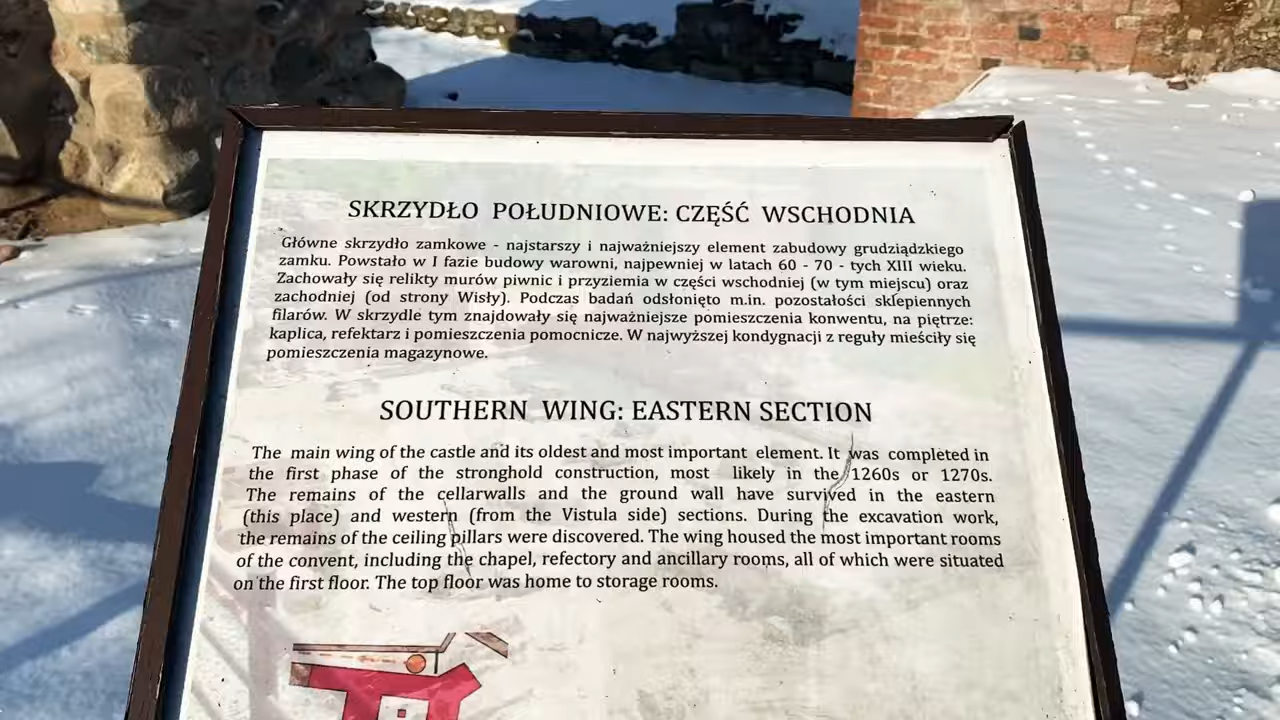 SKRZYDŁO POŁUDNIOWE: CZĘŚĆ WSCHODNIA
Główne skrzydło zamkowe - najstarszy i najważniejszy element zabudowy grudziądzkiego
zamku. Powstało w I fazie budowy warowni, najpewniej w latach 60 - 70 - tych XIII wieku.
Zachowały się relikty murów piwnic i przyziemia w części wschodniej (w tym miejscu) oraz
zachodniej (od strony Wisły). Podczas badań odsłonięto m.in. pozostałości sklepiennych
filarów. W skrzydle tym znajdowały się najważniejsze pomieszczenia konwentu, na piętrze:
kaplica, refektarz i pomieszczenia pomocnicze. W najwyższej kondygnacji z reguły mieściły się
pomieszczenia magazynowe.
SOUTHERN WING: EASTERN SECTION
The main wing of the castle and its oldest and most important element. It was completed in
the first phase of the stronghold construction, most likely in the 1260s or 1270s.
The remains of the cellarwalls and the ground wall have survived in the eastern
(this place) and western (from the Vistula side) sections. During the excavation work,
the remains of the ceiling pillars were discovered. The wing housed the most important rooms
of the convent, including the chapel, refectory and ancillary rooms, all of which were situated
on the first floor. The top floor was home to storage rooms.